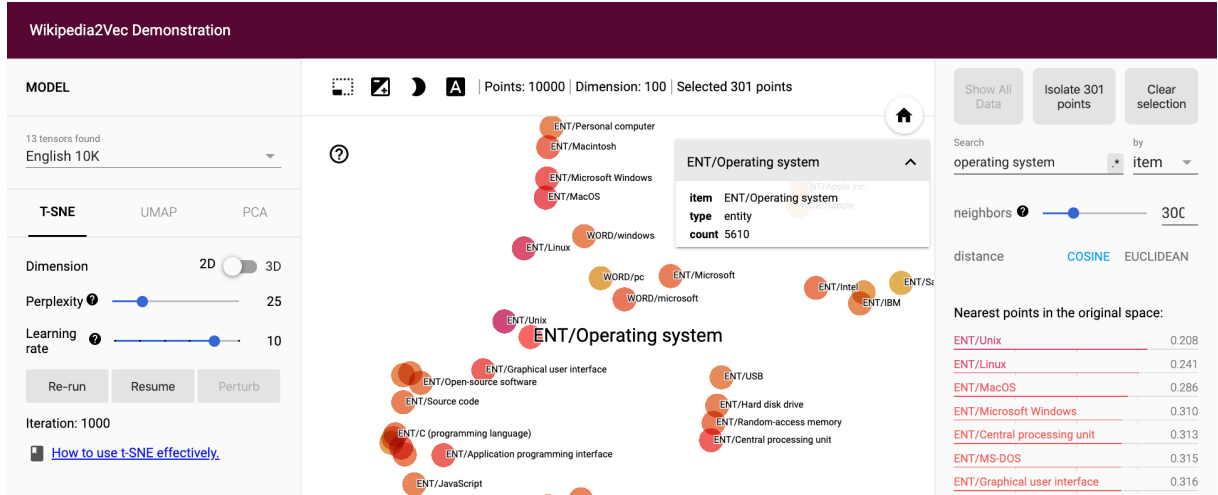 Wikipedia2Vec Demonstration
MODEL
13 tensors found
English 10K
T-SNE
UMAP
PCA
Dimension
2D
3D
Perplexity
25
Learning rate
10
Re-run
Resume
Perturb
Iteration: 1000
How to use t-SNE effectively.
A
Points: 10000
Dimension: 100
Selected 301 points
ENT/Personal computer
ENT/Macintosh
ENT/Microsoft Windows
ENT/MacOS
WORD/windows
ENT/Linux
WORD/pc
ENT/Microsoft
WORD/microsoft
ENT/Intel
ENT/IBM
ENT/Sa
ENT/Unix
ENT/Operating system
ENT/Graphical user interface
ENT/Open-source software
ENT/Source code
ENT/USB
ENT/Hard disk drive
ENT/Random-access memory
ENT/Central processing unit
ENT/C (programming language)
ENT/Application programming interface
ENT/JavaScript
ENT/Operating system
ENT/Apple Inc.
item ENT/Operating system
type entity
count 5610
Show All Data
Isolate 301 points
Clear selection
Search
by
operating system
.*
item
neighbors
300
distance
COSINE
EUCLIDEAN
Nearest points in the original space:
ENT/Unix 0.208
ENT/Linux 0.241
ENT/MacOS 0.286
ENT/Microsoft Windows 0.310
ENT/Central processing unit 0.313
ENT/MS-DOS 0.315
ENT/Graphical user interface 0.316